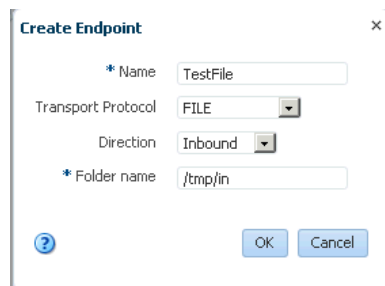 Create Endpoint
* Name TestFile
Transport Protocol FILE
Direction Inbound
* Folder name /tmp/in
OK Cancel